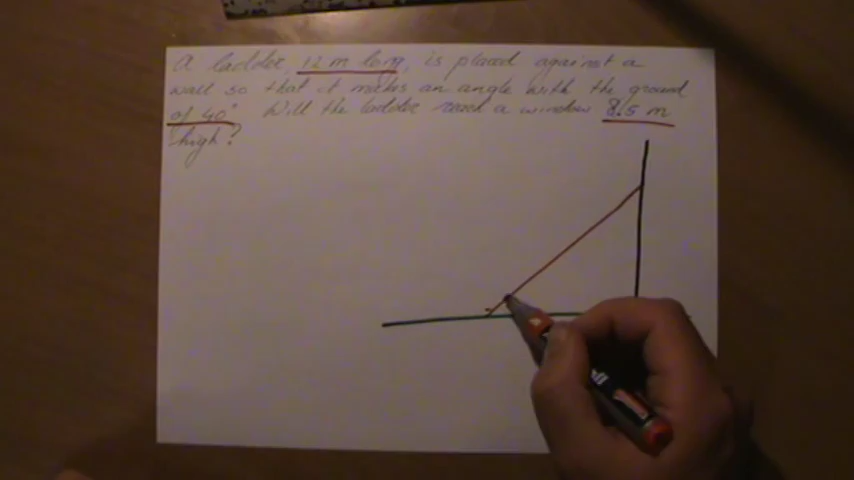 A ladder, 12 m long, is placed against a
wall so that it makes an angle with the ground
of 40° Will the ladder reach a window 8.5 m
high?